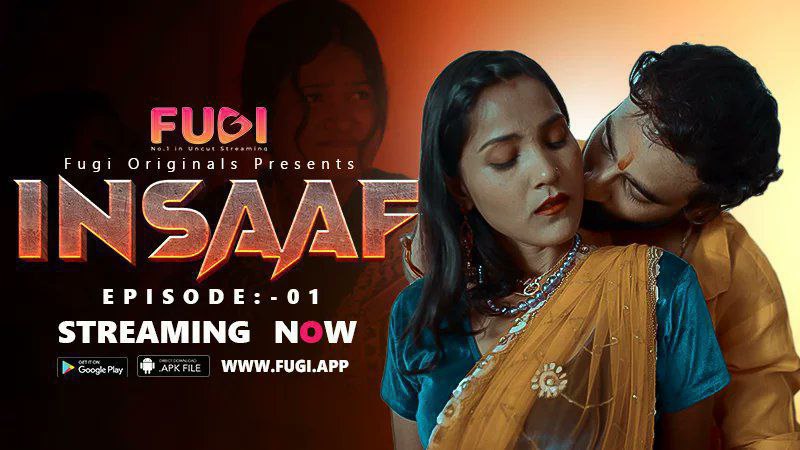 FUGI
No.1 in Uncut Streaming
Fugi Originals Presents
INSAAF
EPISODE:-01
STREAMING NOW
GET IT ON
Google Play
DIRECT DOWNLOAD
.APK FILE
WWW.FUGI.APP